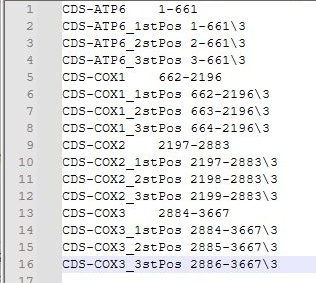 1 CDS-ATP6 1-661
2 CDS-ATP6_1stPos 1-661\3
3 CDS-ATP6_2stPos 2-661\3
4 CDS-ATP6_3stPos 3-661\3
5 CDS-COX1 662-2196
6 CDS-COX1_1stPos 662-2196\3
7 CDS-COX1_2stPos 663-2196\3
8 CDS-COX1_3stPos 664-2196\3
9 CDS-COX2 2197-2883
10 CDS-COX2_1stPos 2197-2883\3
11 CDS-COX2_2stPos 2198-2883\3
12 CDS-COX2_3stPos 2199-2883\3
13 CDS-COX3 2884-3667
14 CDS-COX3_1stPos 2884-3667\3
15 CDS-COX3_2stPos 2885-3667\3
16 CDS-COX3_3stPos 2886-3667\3
17